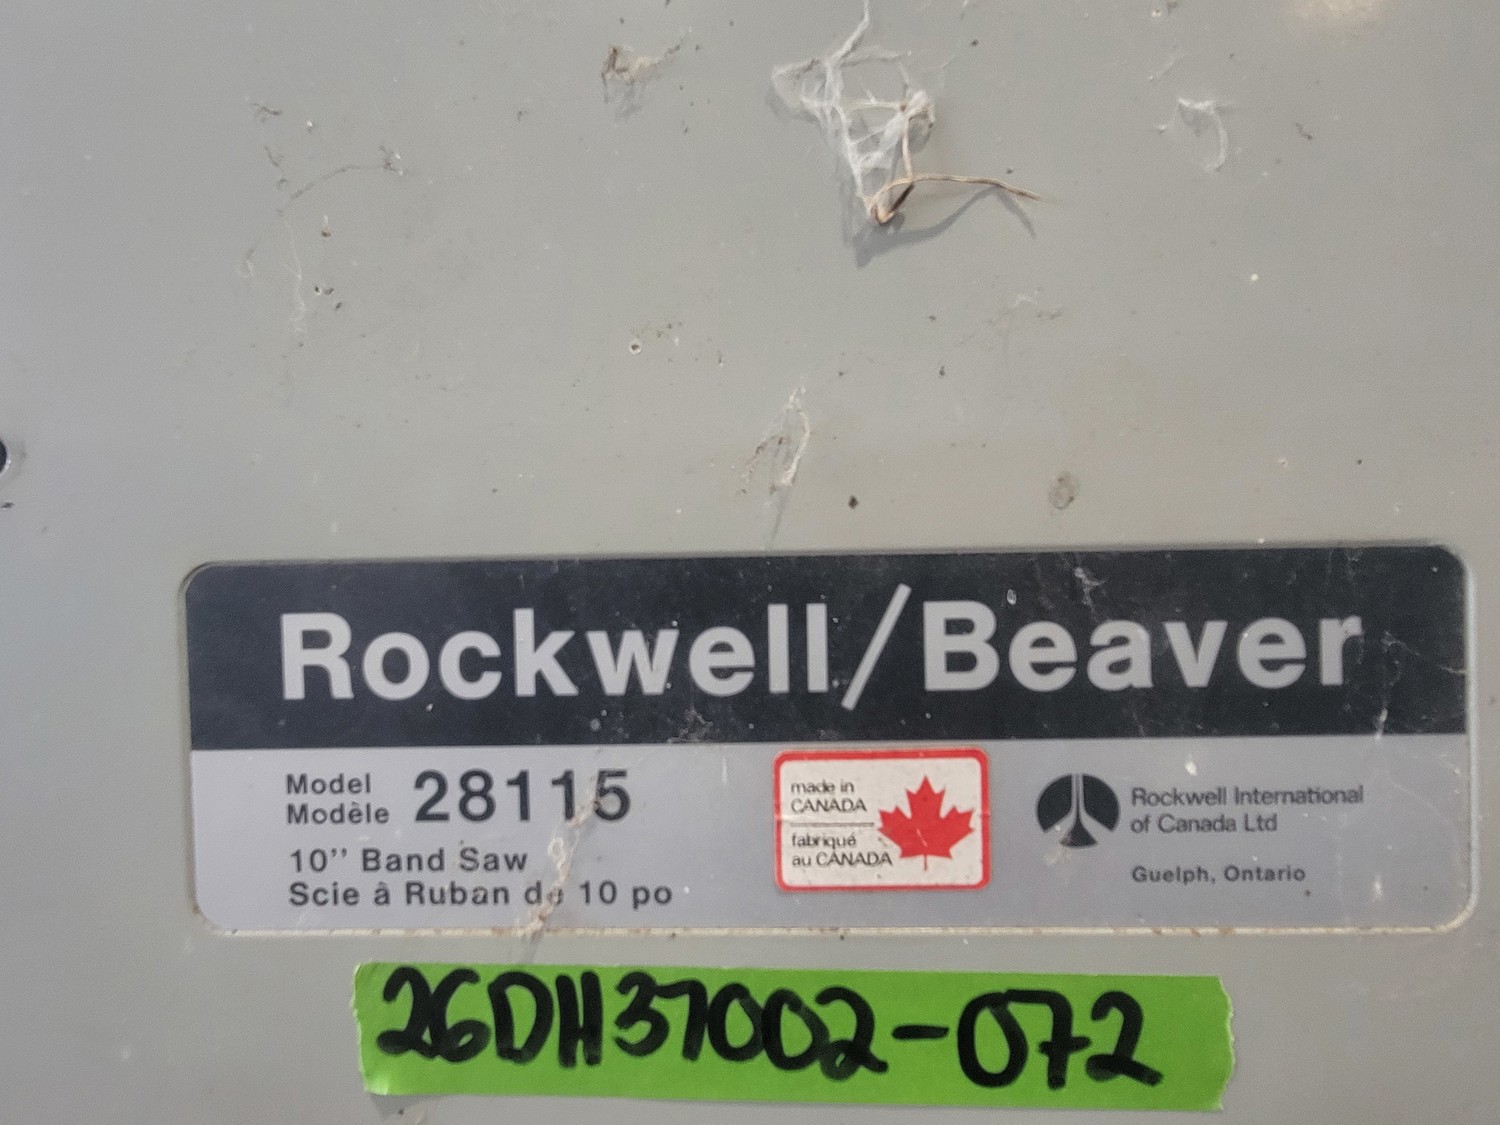 Rockwell/Beaver
Model
Modèle 28115
10" Band Saw
Scie à Ruban de 10 po
made in
CANADA
fabriqué
au CANADA
Rockwell International
of Canada Ltd
Guelph, Ontario
26DH37002-072